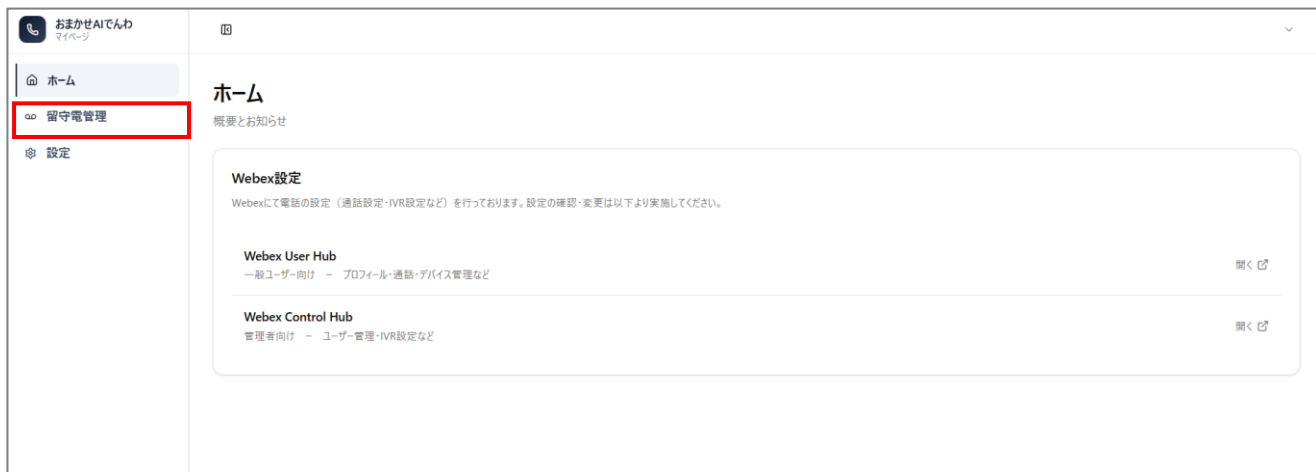 おまかせAIでんわ
マイページ
ホーム
留守電管理
設定
ホーム
概要とお知らせ
Webex設定
Webexにて電話の設定（通話設定・IVR設定など）を行っております。設定の確認・変更は以下より実施してください。
Webex User Hub
一般ユーザー向け － プロフィール・通話・デバイス管理など
開く
Webex Control Hub
管理者向け － ユーザー管理・IVR設定など
開く